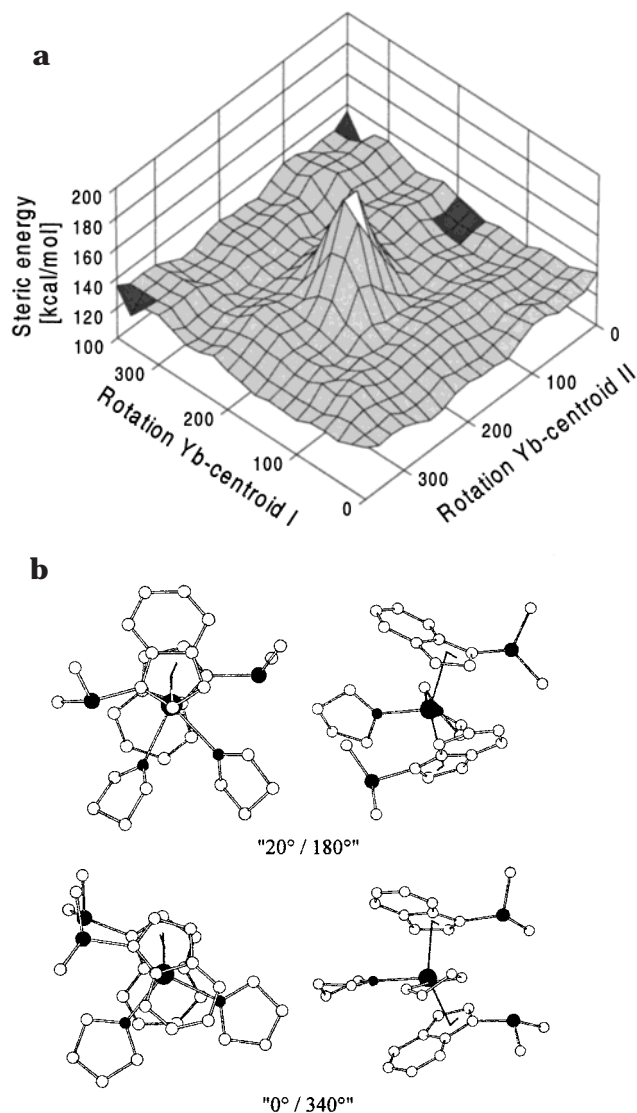 a
Steric energy
[kcal/mol]
200
180
160
140
120
100
300
200
100
0
Rotation Yb-centroid I
300
200
100
0
Rotation Yb-centroid II
b
"20° / 180°"
"0° / 340°"